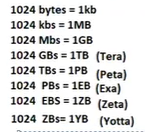 1024 bytes = 1kb
1024 kbs = 1MB
1024 Mbs = 1GB
1024 GBs = 1TB (Tera)
1024 TBs = 1PB (Peta)
1024 PBs = 1EB (Exa)
1024 EBS = 1ZB (Zeta)
1024 ZBs= 1YB (Yotta)